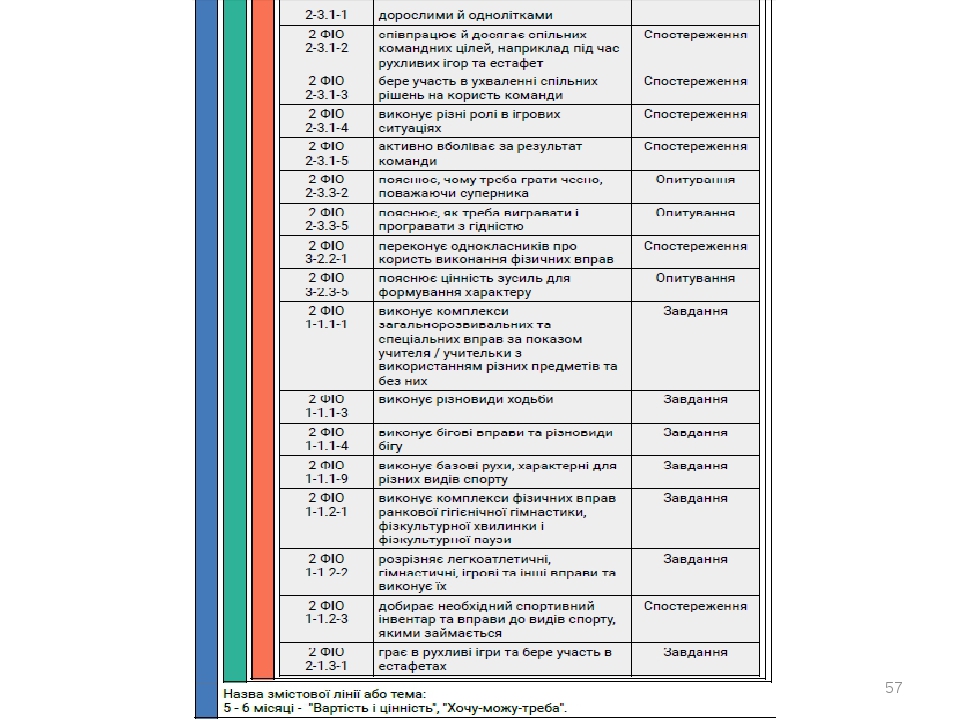 2-3.1-1 дорослими й однолітками
2 ФІО співпрацює й досягає спільних Спостереження
2-3.1-2 командних цілей, наприклад під час
рухливих ігор та естафет
2 ФІО бере участь в ухваленні спільних Спостереження
2-3.1-3 рішень на користь команди
2 ФІО виконує різні ролі в ігрових Спостереження
2-3.1-4 ситуаціях
2 ФІО активно вболіває за результат Спостереження
2-3.1-5 команди
2 ФІО пояснює, чому треба грати чесно, Опитування
2-3.3-2 поважаючи суперника
2 ФІО пояснює, як треба вигравати і Опитування
2-3.3-5 програвати з гідністю
2 ФІО переконує однокласників про Спостереження
3-2.2-1 користь виконання фізичних вправ
2 ФІО пояснює цінність зусиль для Опитування
3-2.3-5 формування характеру
2 ФІО виконує комплекси Завдання
1-1.1-1 загальнорозвивальних та
спеціальних вправ за показом
учителя / учительки з
використанням різних предметів та
без них
2 ФІО виконує різновиди ходьби Завдання
1-1.1-3
2 ФІО виконує бігові вправи та різновиди Завдання
1-1.1-4 бігу
2 ФІО виконує базові рухи, характерні для Завдання
1-1.1-9 різних видів спорту
2 ФІО виконує комплекси фізичних вправ Завдання
1-1.2-1 ранкової гігієнічної гімнастики,
фізкультурної хвилинки і
фізкультурної паузи
2 ФІО розрізняє легкоатлетичні, Завдання
1-1.2-2 гімнастичні, ігрові та інші вправи та
виконує їх
2 ФІО добирає необхідний спортивний Спостереження
1-1.2-3 інвентар та вправи до видів спорту,
якими займається
2 ФІО грає в рухливі ігри та бере участь в Завдання
2-1.3-1 естафетах
Назва змістової лінії або тема:
5 - 6 місяці - "Вартість і цінність", "Хочу-можу-треба".
57